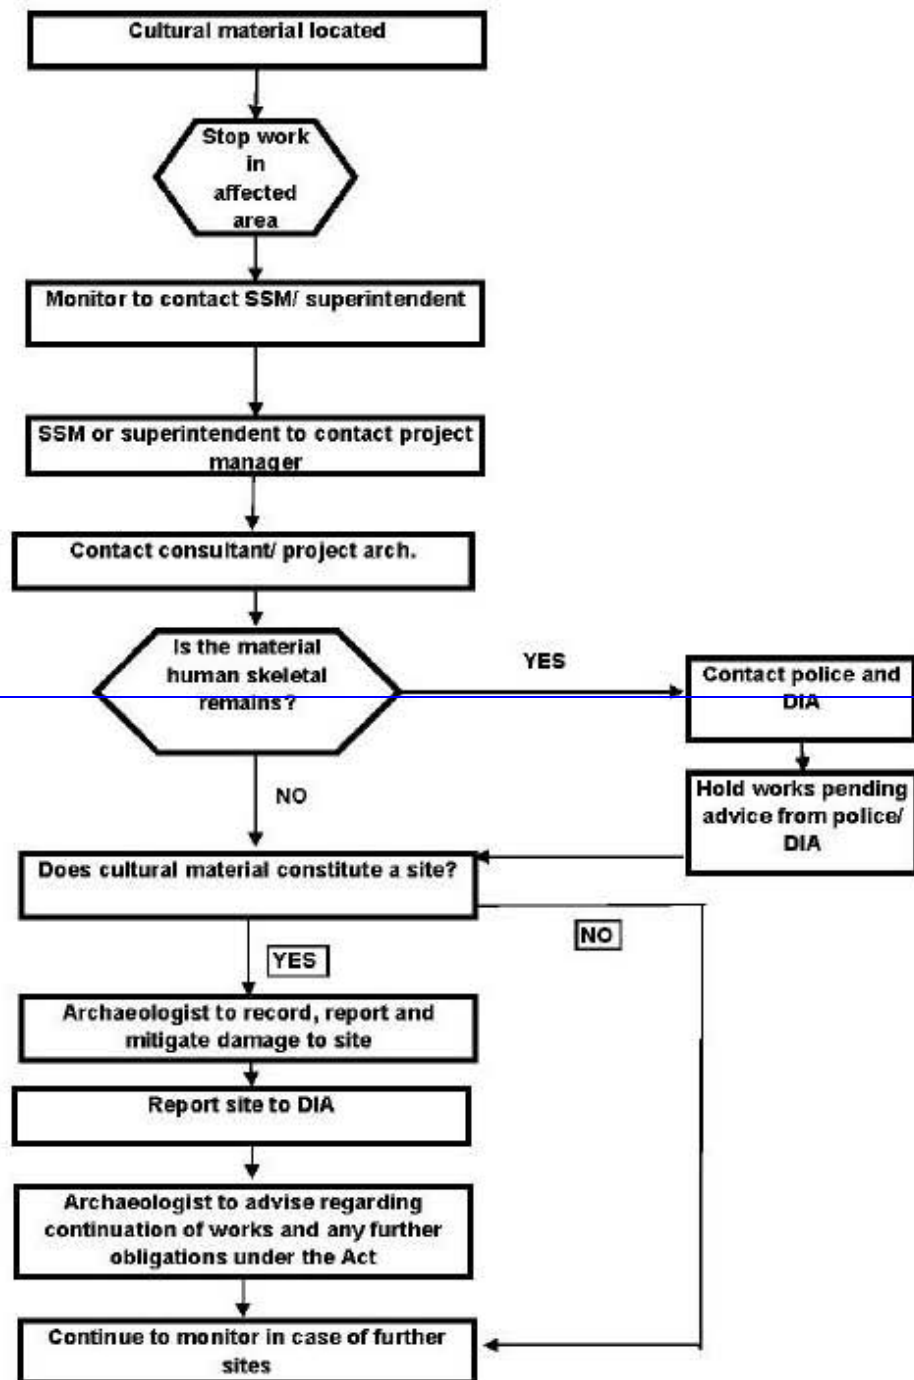 Cultural material located
Stop work
in
affected
area
Monitor to contact SSM/ superintendent
SSM or superintendent to contact project
manager
Contact consultant/ project arch.
Is the material
human skeletal
remains?
YES
Contact police and
DIA
NO
Hold works pending
advice from police/
DIA
Does cultural material constitute a site?
NO
YES
Archaeologist to record, report and
mitigate damage to site
Report site to DIA
Archaeologist to advise regarding
continuation of works and any further
obligations under the Act
Continue to monitor in case of further
sites